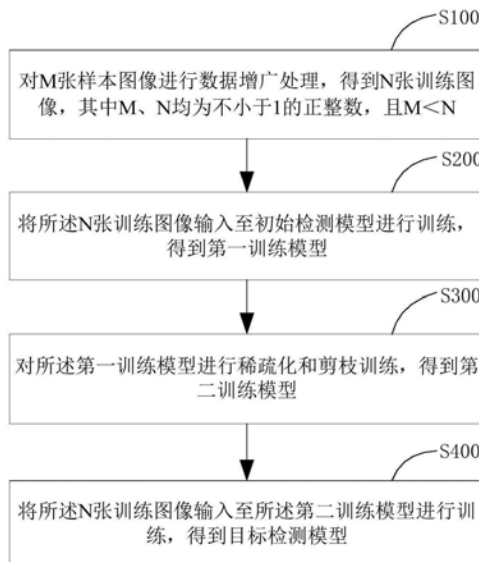 S100
对M张样本图像进行数据增广处理，得到N张训练图
像，其中M、N均为不小于1的正整数，且M＜N
S200
将所述N张训练图像输入至初始检测模型进行训练，
得到第一训练模型
S300
对所述第一训练模型进行稀疏化和剪枝训练，得到第
二训练模型
S400
将所述N张训练图像输入至所述第二训练模型进行训
练，得到目标检测模型